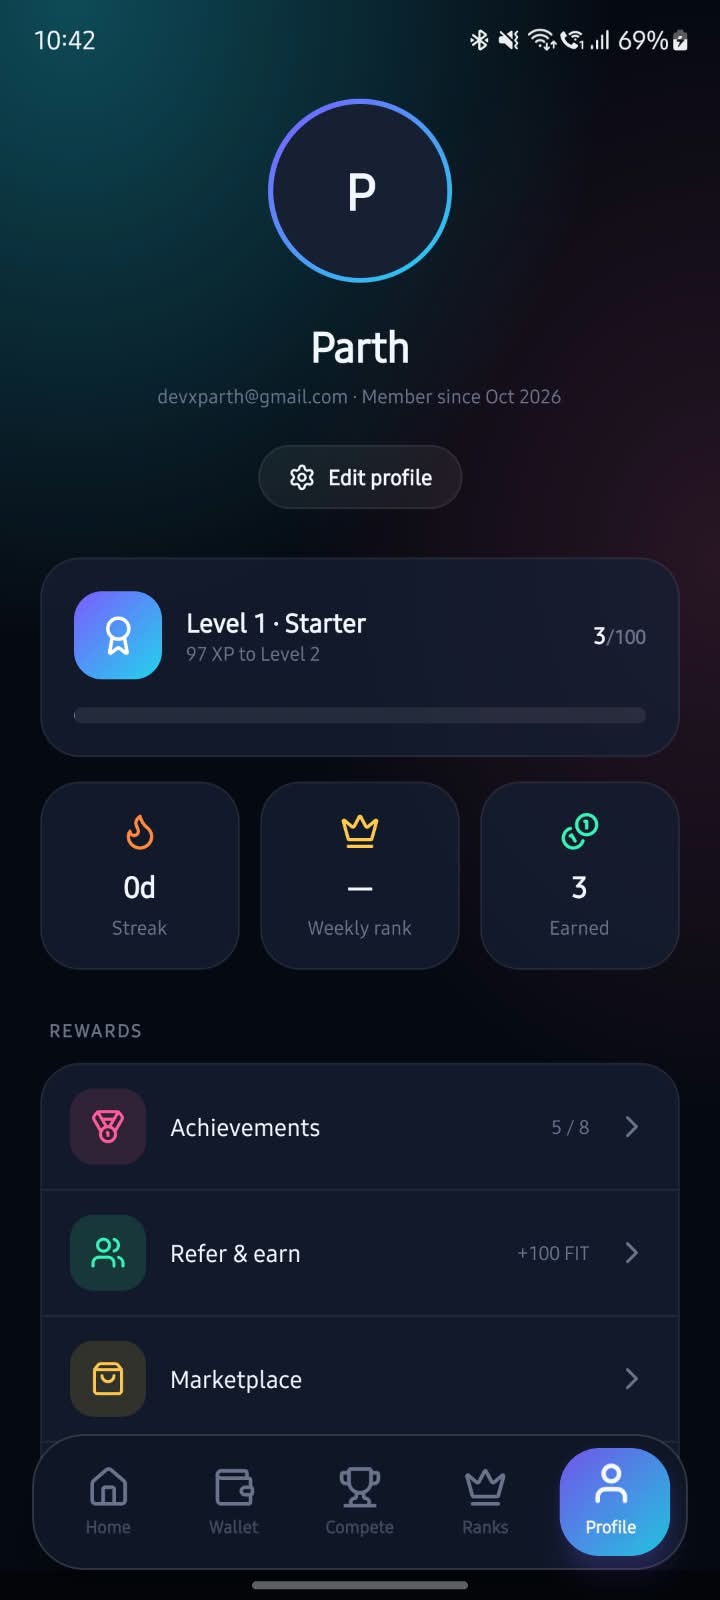 10:42
69%
P
Parth
devxparth@gmail.com · Member since Oct 2026
Edit profile
Level 1 · Starter
97 XP to Level 2
3/100
0d
Streak
—
Weekly rank
3
Earned
REWARDS
Achievements
5 / 8
Refer & earn
+100 FIT
Marketplace
Home
Wallet
Compete
Ranks
Profile